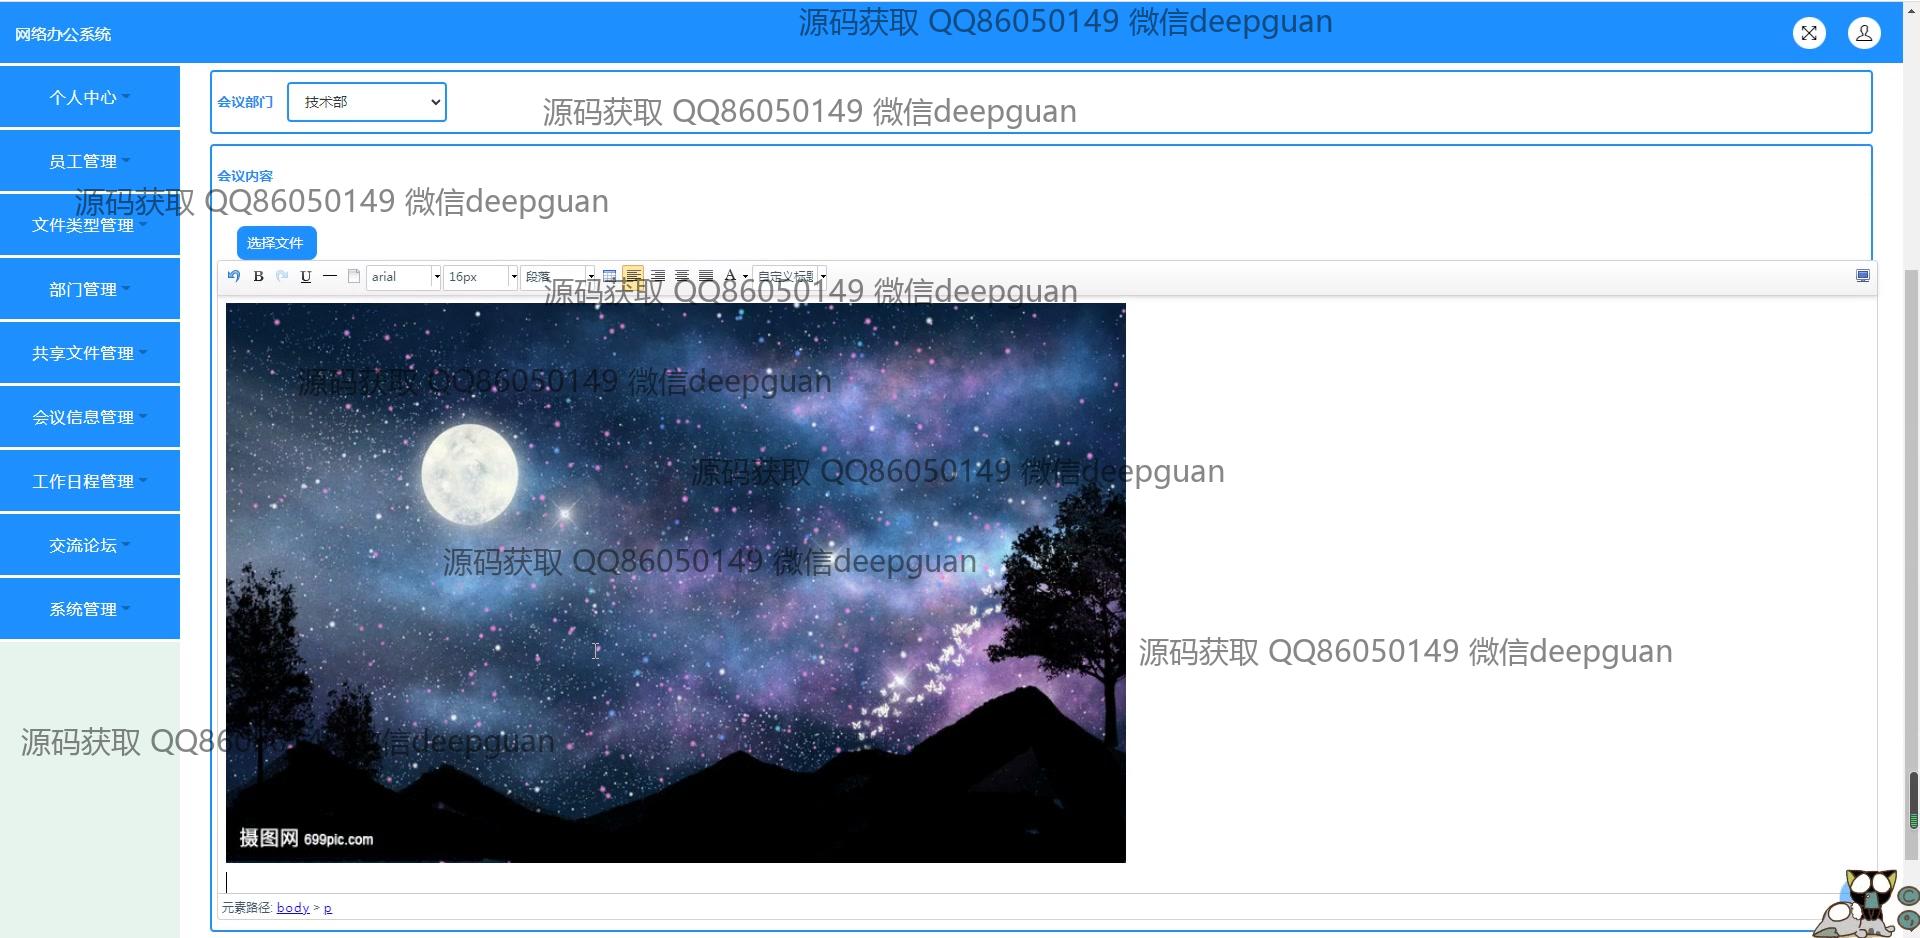 源码获取 QQ86050149 微信deepguan
网络办公系统
个人中心
会议部门 技术部
源码获取 QQ86050149 微信deepguan
员工管理
会议内容
源码获取 QQ86050149 微信deepguan
文件类型管理
选择文件
B U arial 16px 段落 A 自定义标题
部门管理
源码获取 QQ86050149 微信deepguan
共享文件管理
源码获取 QQ86050149 微信deepguan
会议信息管理
源码获取 QQ86050149 微信deepguan
工作日程管理
交流论坛
源码获取 QQ86050149 微信deepguan
系统管理
源码获取 QQ86050149 微信deepguan
源码获取 QQ86050149 微信deepguan
摄图网 699pic.com
元素路径: body > p